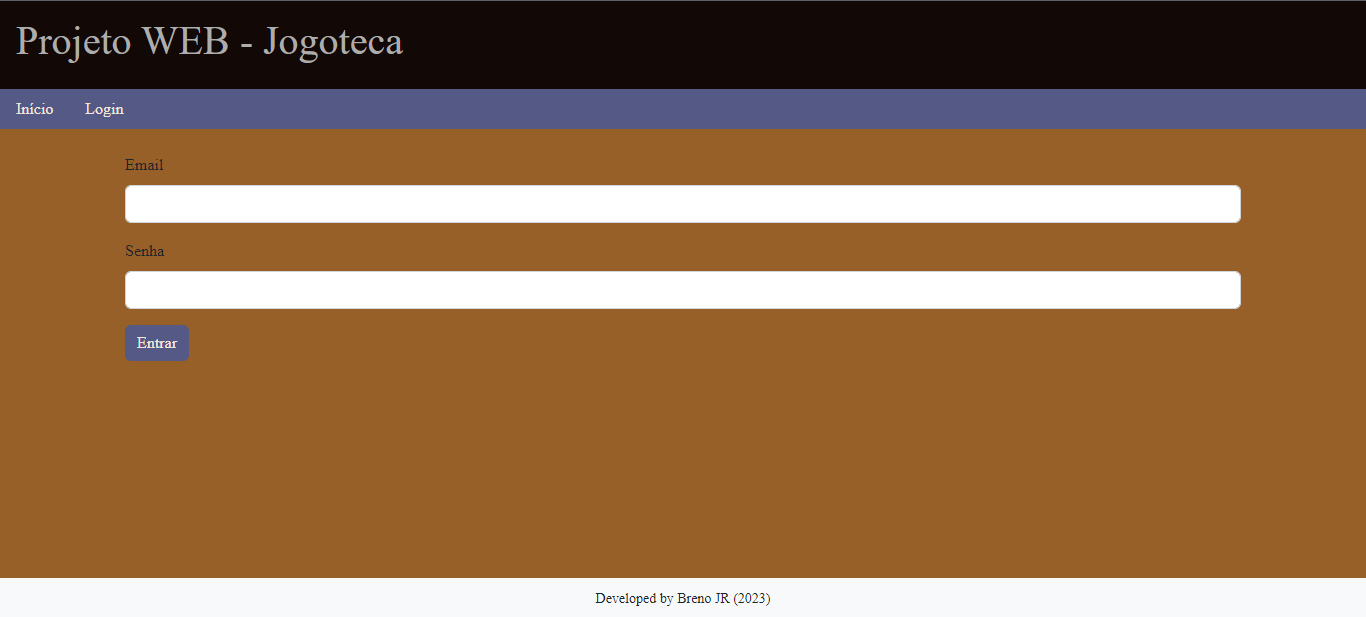 Projeto WEB - Jogoteca
Início Login
Email
Senha
Entrar
Developed by Breno JR (2023)